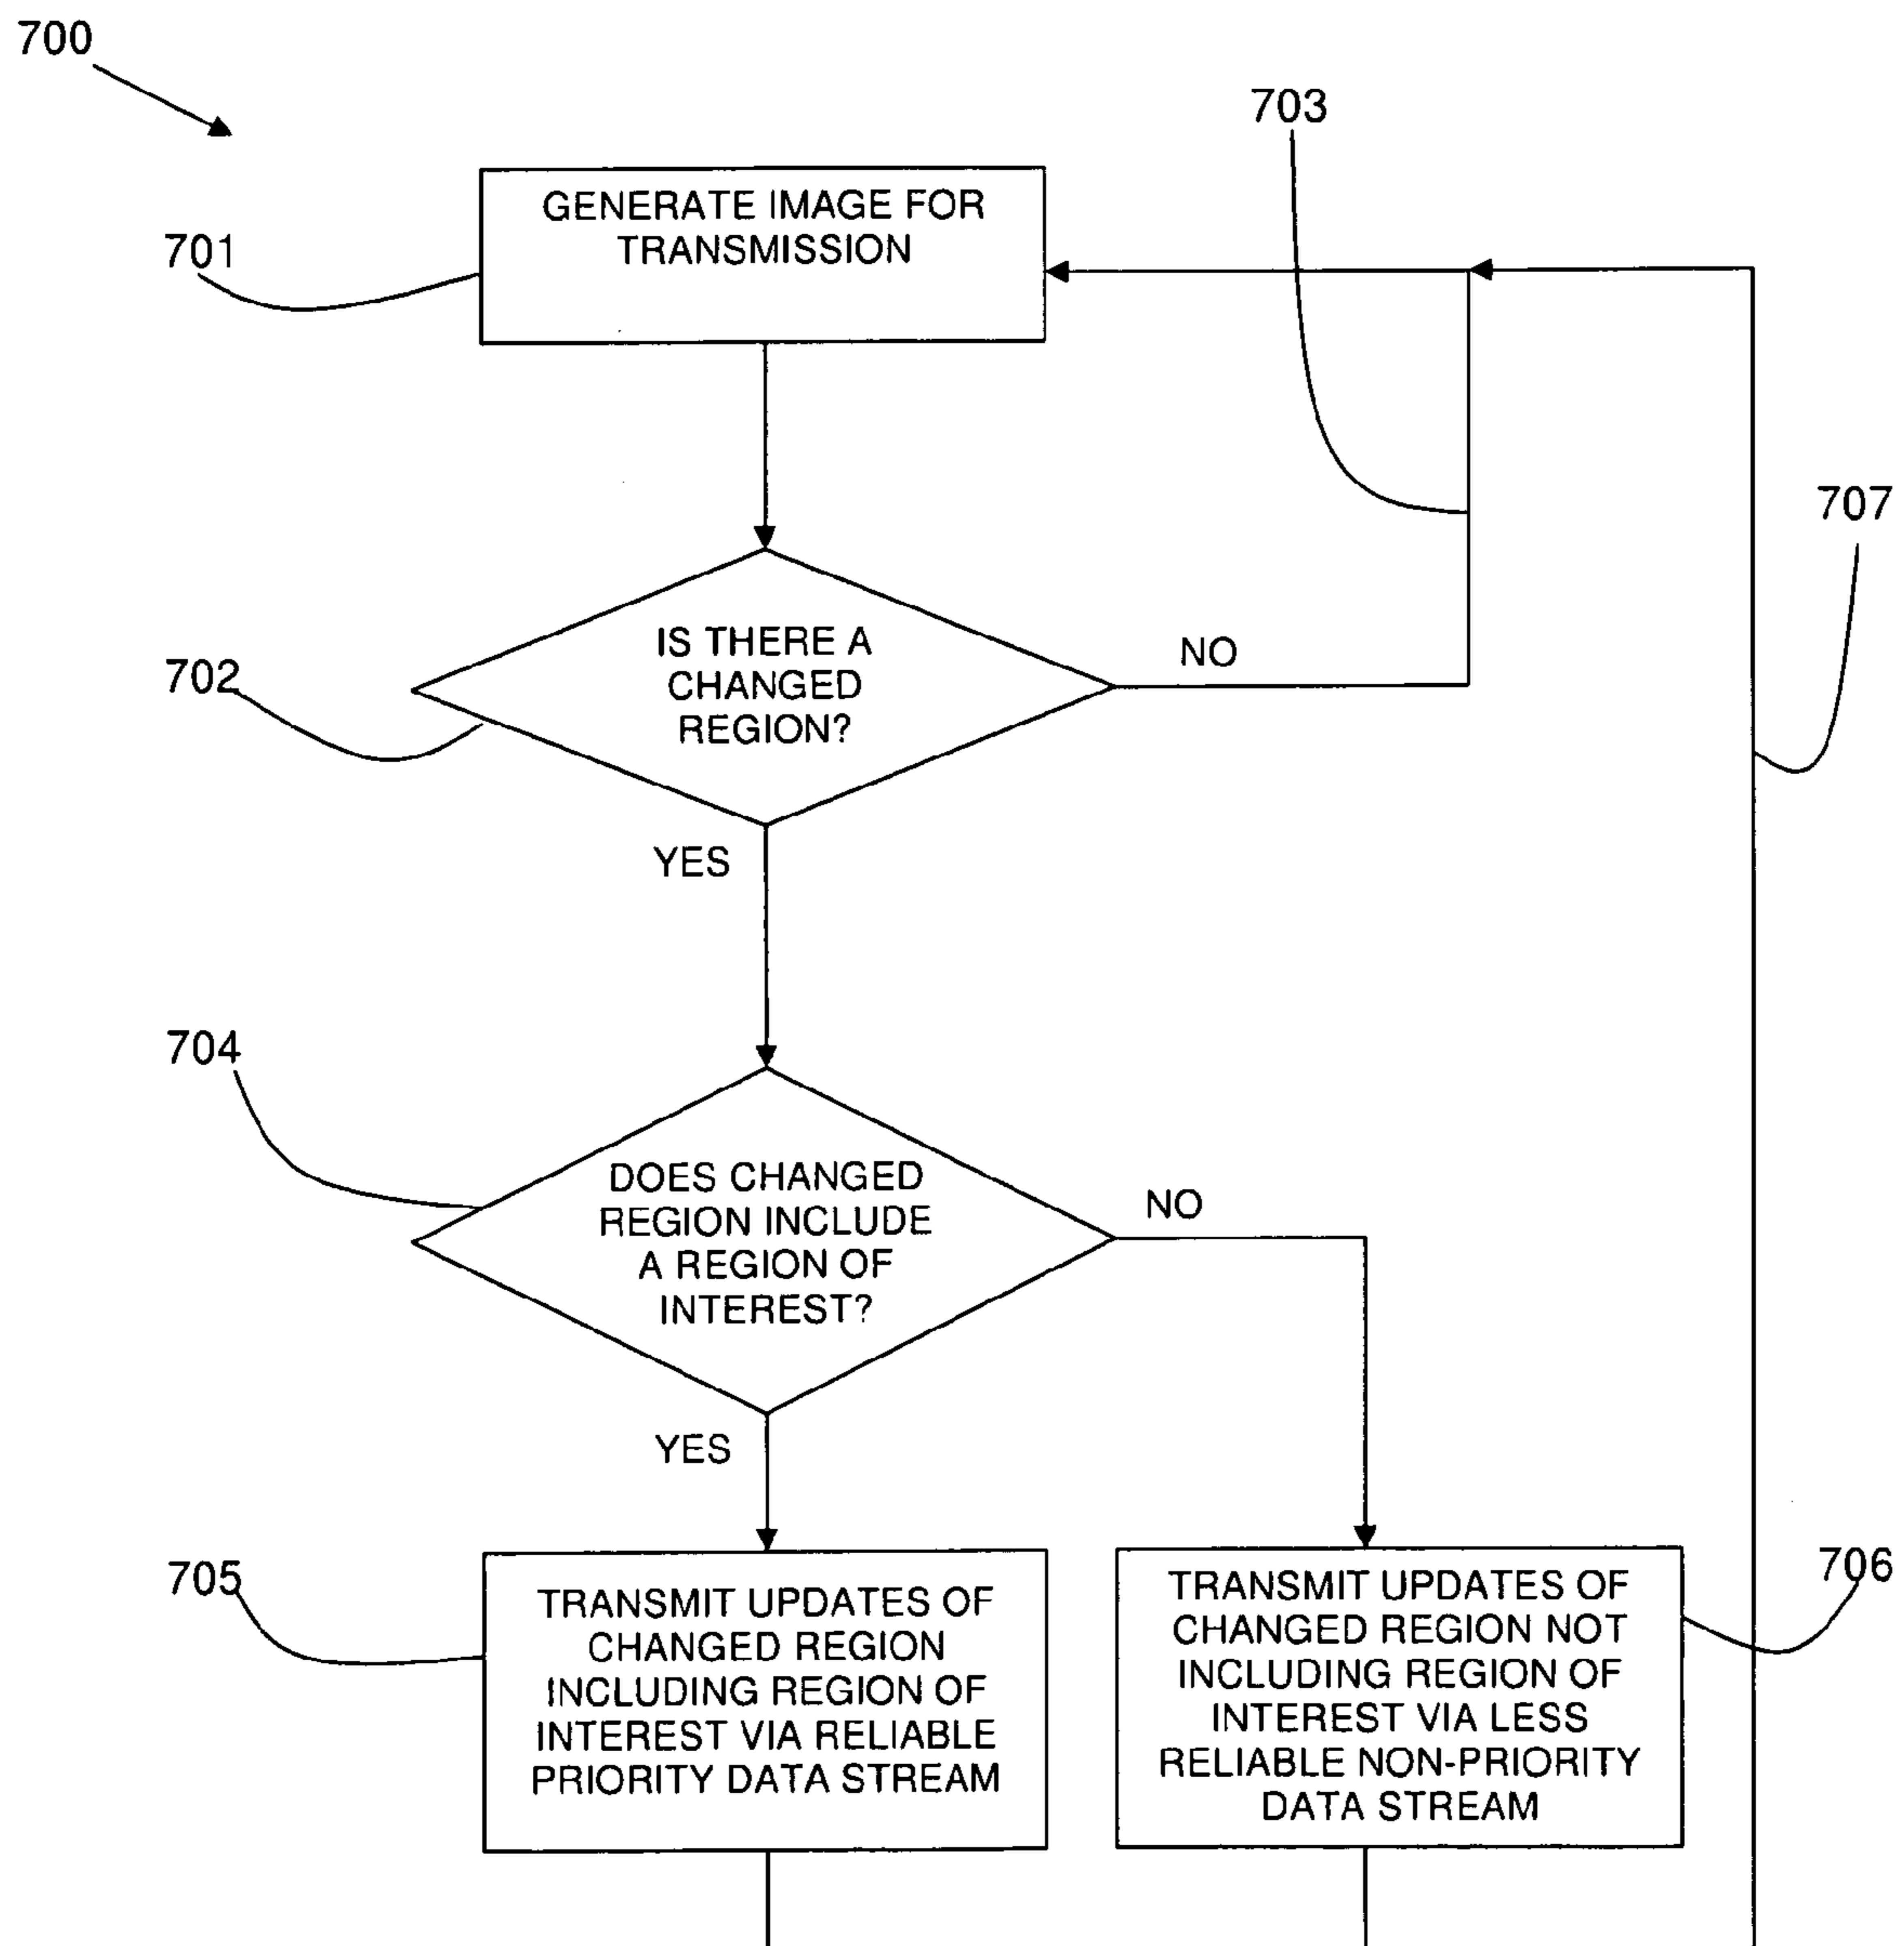 700
703
GENERATE IMAGE FOR
TRANSMISSION
701
707
IS THERE A
CHANGED
REGION?
NO
702
YES
704
DOES CHANGED
REGION INCLUDE
A REGION OF
INTEREST?
NO
YES
705
TRANSMIT UPDATES OF
CHANGED REGION
INCLUDING REGION OF
INTEREST VIA RELIABLE
PRIORITY DATA STREAM
TRANSMIT UPDATES OF
CHANGED REGION NOT
INCLUDING REGION OF
INTEREST VIA LESS
RELIABLE NON-PRIORITY
DATA STREAM
706